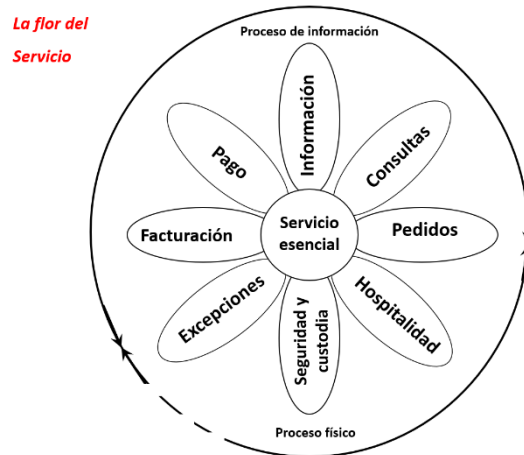 La flor del
Servicio
Proceso de información
Información
Consultas
Pedidos
Hospitalidad
Seguridad y
custodia
Excepciones
Facturación
Pago
Servicio
esencial
Proceso físico